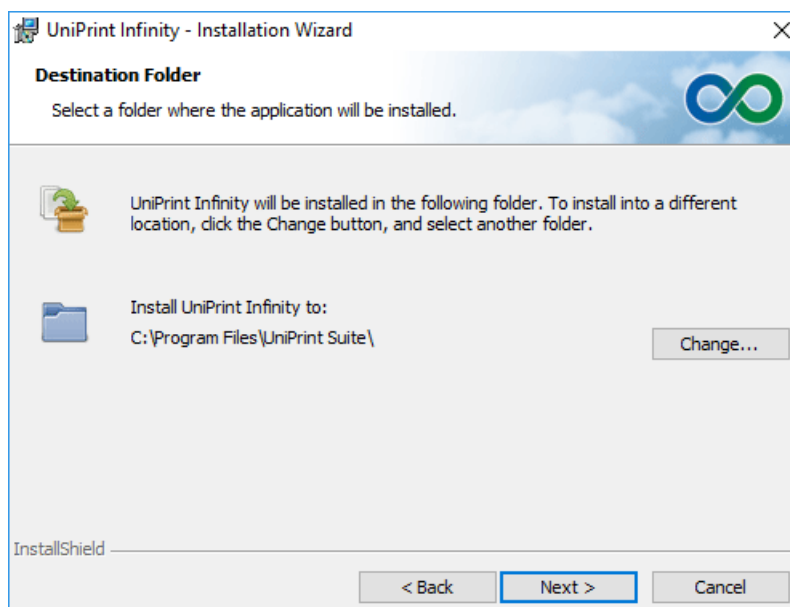 UniPrint Infinity - Installation Wizard
Destination Folder
Select a folder where the application will be installed.
UniPrint Infinity will be installed in the following folder. To install into a different
location, click the Change button, and select another folder.
Install UniPrint Infinity to:
C:\Program Files\UniPrint Suite\
Change...
InstallShield
< Back
Next >
Cancel